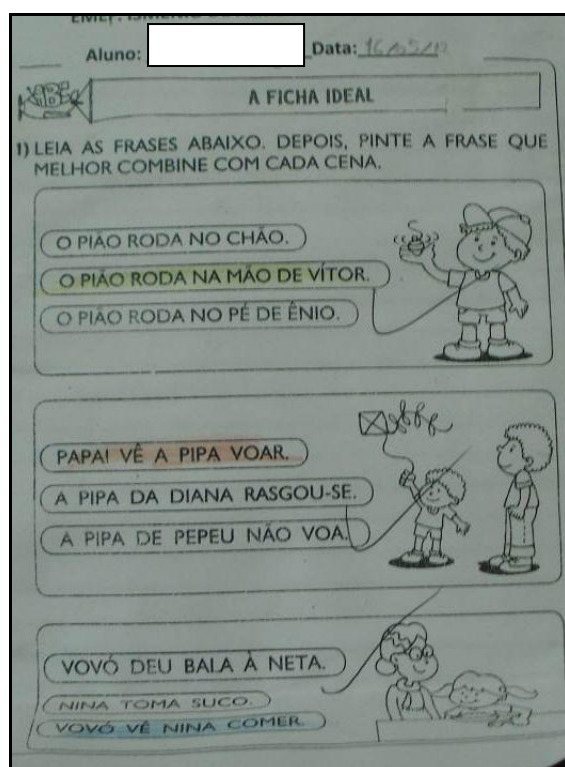 Aluno: Data: 16/05/12
A FICHA IDEAL
1) LEIA AS FRASES ABAIXO. DEPOIS, PINTE A FRASE QUE
MELHOR COMBINE COM CADA CENA.
O PIÃO RODA NO CHÃO.
O PIÃO RODA NA MÃO DE VÍTOR.
O PIÃO RODA NO PÉ DE ÊNIO.
PAPAI VÊ A PIPA VOAR.
A PIPA DA DIANA RASGOU-SE.
A PIPA DE PEPEU NÃO VOA.
VOVÓ DEU BALA À NETA.
NINA TOMA SUCO.
VOVÓ VÊ NINA COMER.